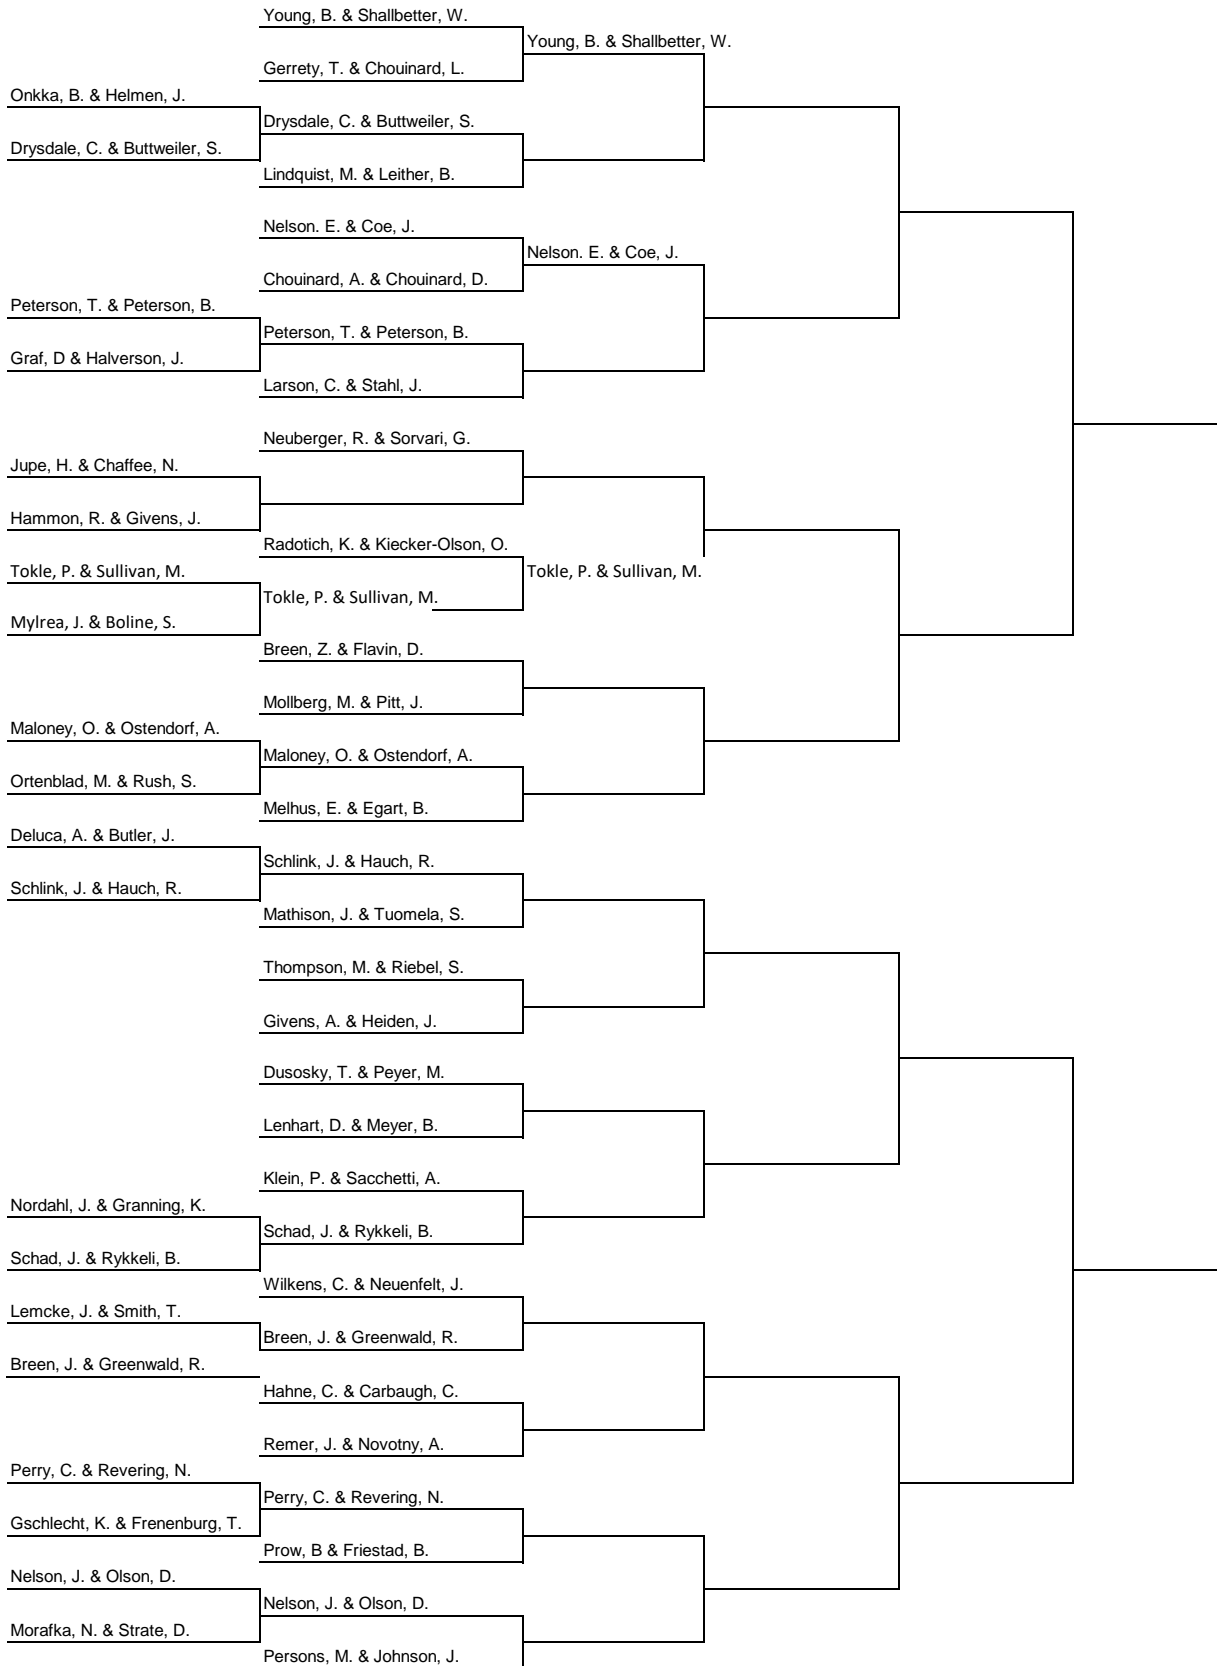 Young, B. & Shallbetter, W.
Young, B. & Shallbetter, W.
Gerrety, T. & Chouinard, L.
Onkka, B. & Helmen, J.
Drysdale, C. & Buttweiler, S.
Drysdale, C. & Buttweiler, S.
Lindquist, M. & Leither, B.
Nelson. E. & Coe, J.
Nelson. E. & Coe, J.
Chouinard, A. & Chouinard, D.
Peterson, T. & Peterson, B.
Peterson, T. & Peterson, B.
Graf, D & Halverson, J.
Larson, C. & Stahl, J.
Neuberger, R. & Sorvari, G.
Jupe, H. & Chaffee, N.
Hammon, R. & Givens, J.
Radotich, K. & Kiecker-Olson, O.
Tokle, P. & Sullivan, M.
Tokle, P. & Sullivan, M.
Tokle, P. & Sullivan, M.
Mylrea, J. & Boline, S.
Breen, Z. & Flavin, D.
Mollberg, M. & Pitt, J.
Maloney, O. & Ostendorf, A.
Maloney, O. & Ostendorf, A.
Ortenblad, M. & Rush, S.
Melhus, E. & Egart, B.
Deluca, A. & Butler, J.
Schlink, J. & Hauch, R.
Schlink, J. & Hauch, R.
Mathison, J. & Tuomela, S.
Thompson, M. & Riebel, S.
Givens, A. & Heiden, J.
Dusosky, T. & Peyer, M.
Lenhart, D. & Meyer, B.
Klein, P. & Sacchetti, A.
Nordahl, J. & Granning, K.
Schad, J. & Rykkeli, B.
Schad, J. & Rykkeli, B.
Wilkens, C. & Neuenfelt, J.
Lemcke, J. & Smith, T.
Breen, J. & Greenwald, R.
Breen, J. & Greenwald, R.
Hahne, C. & Carbaugh, C.
Remer, J. & Novotny, A.
Perry, C. & Revering, N.
Perry, C. & Revering, N.
Gschlecht, K. & Frenenburg, T.
Prow, B & Friestad, B.
Nelson, J. & Olson, D.
Nelson, J. & Olson, D.
Morafka, N. & Strate, D.
Persons, M. & Johnson, J.